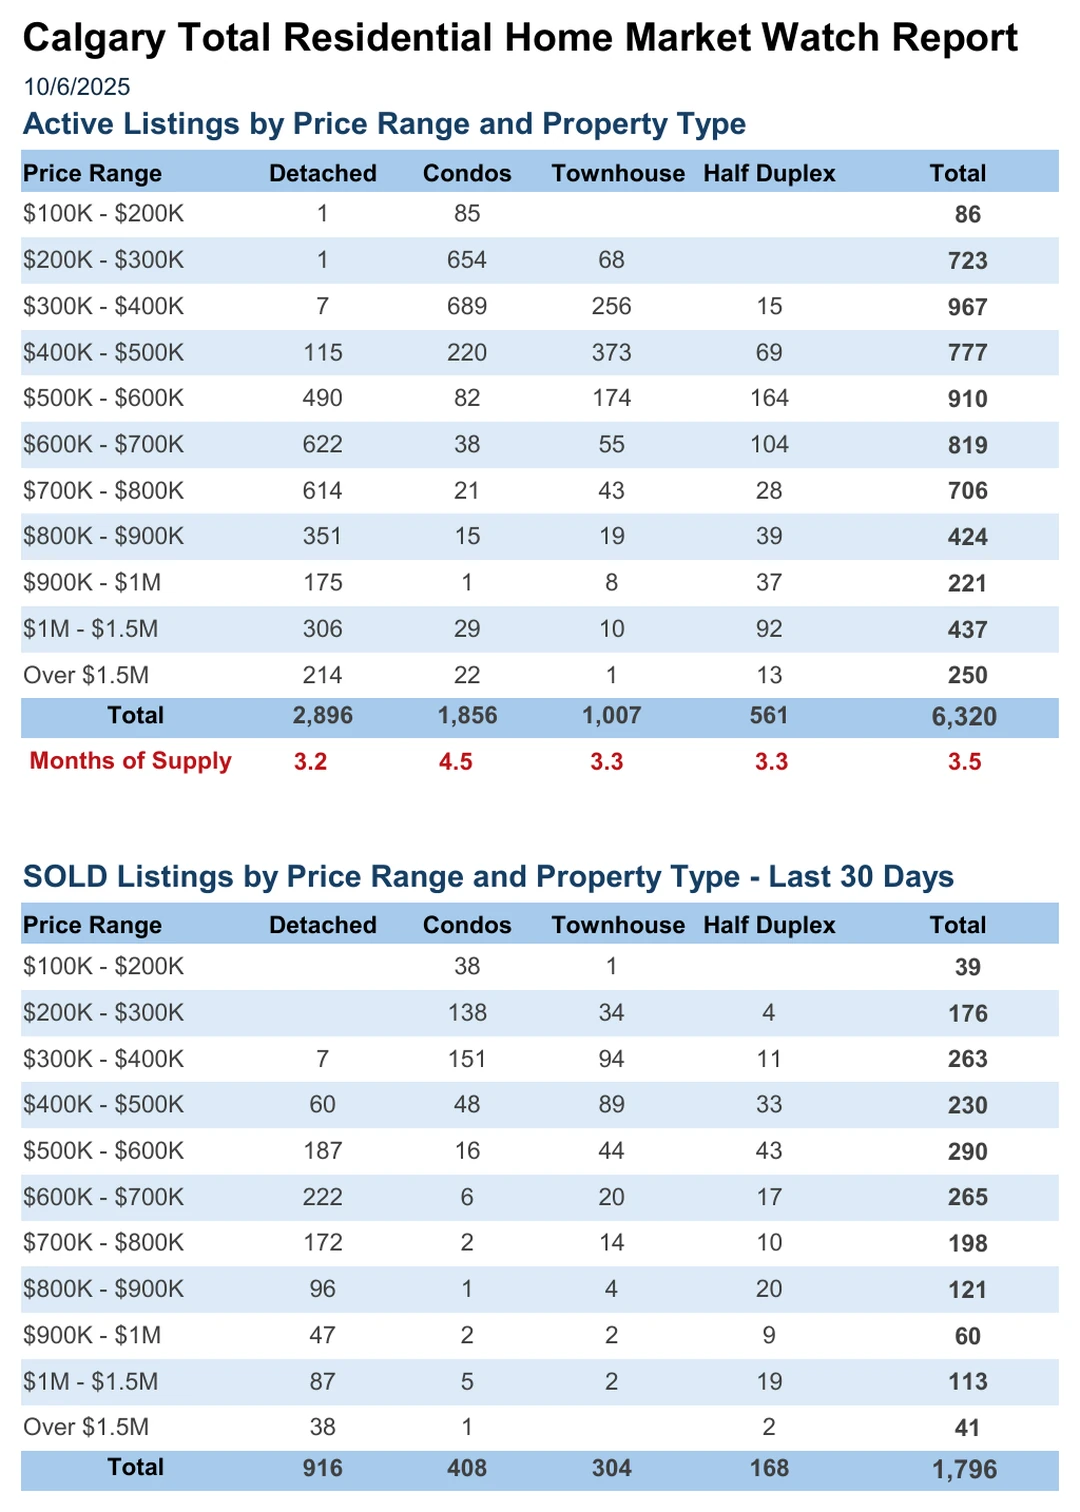 Calgary Total Residential Home Market Watch Report
10/6/2025
Active Listings by Price Range and Property Type
Price Range Detached Condos Townhouse Half Duplex Total
$100K - $200K 1 85 86
$200K - $300K 1 654 68 723
$300K - $400K 7 689 256 15 967
$400K - $500K 115 220 373 69 777
$500K - $600K 490 82 174 164 910
$600K - $700K 622 38 55 104 819
$700K - $800K 614 21 43 28 706
$800K - $900K 351 15 19 39 424
$900K - $1M 175 1 8 37 221
$1M - $1.5M 306 29 10 92 437
Over $1.5M 214 22 1 13 250
Total 2,896 1,856 1,007 561 6,320
Months of Supply 3.2 4.5 3.3 3.3 3.5
SOLD Listings by Price Range and Property Type - Last 30 Days
Price Range Detached Condos Townhouse Half Duplex Total
$100K - $200K 38 1 39
$200K - $300K 138 34 4 176
$300K - $400K 7 151 94 11 263
$400K - $500K 60 48 89 33 230
$500K - $600K 187 16 44 43 290
$600K - $700K 222 6 20 17 265
$700K - $800K 172 2 14 10 198
$800K - $900K 96 1 4 20 121
$900K - $1M 47 2 2 9 60
$1M - $1.5M 87 5 2 19 113
Over $1.5M 38 1 2 41
Total 916 408 304 168 1,796